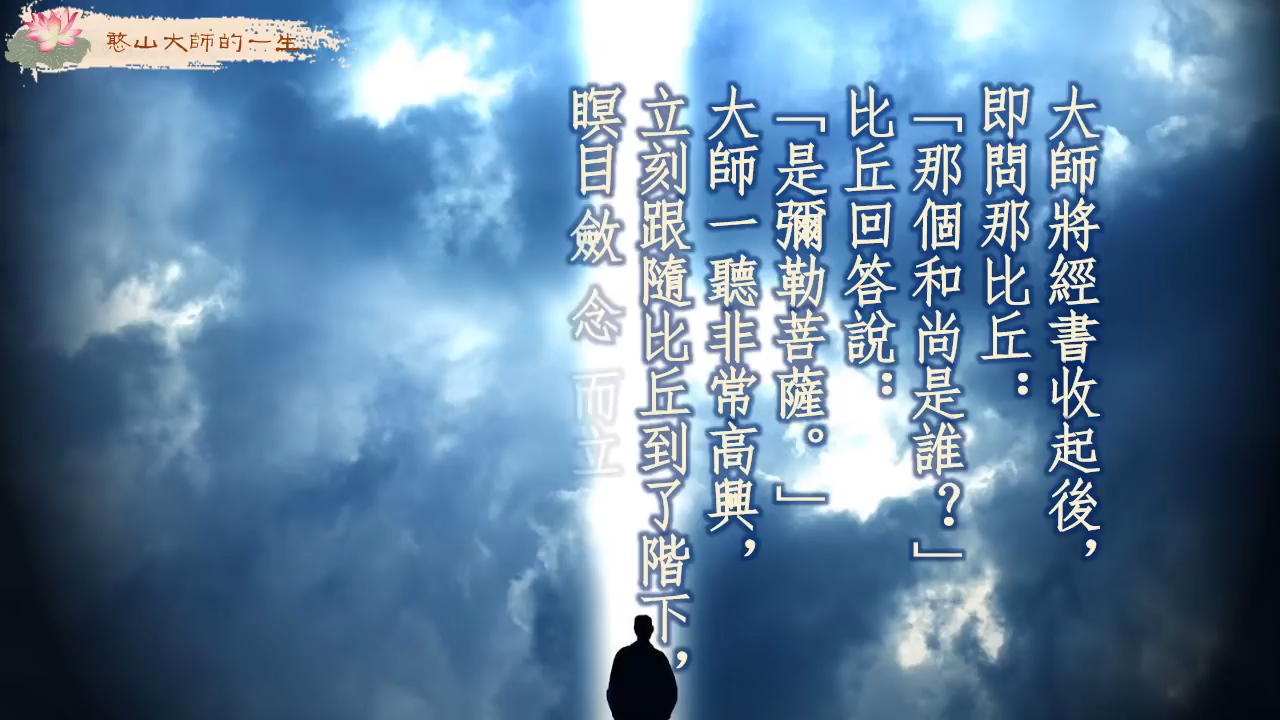 憨山大師的一生
大師將經書收起後，
即問那比丘：
「那個和尚是誰？」
比丘回答說：
「是彌勒菩薩。」
大師一聽非常高興，
立刻跟隨比丘到了階下，
瞑目斂念而立